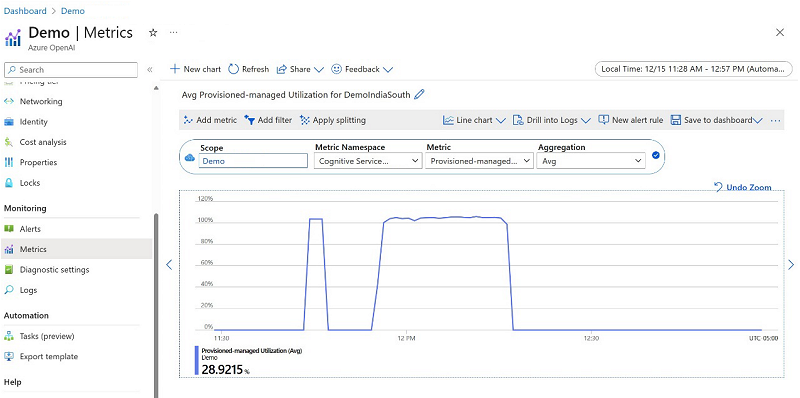 Dashboard > Demo
Demo | Metrics ☆ ···
Azure OpenAI
Search
Pricing tier
Networking
Identity
Cost analysis
Properties
Locks
Monitoring
Alerts
Metrics
Diagnostic settings
Logs
Automation
Tasks (preview)
Export template
Help
New chart Refresh Share Feedback
Local Time: 12/15 11:28 AM - 12:57 PM (Automa...
Avg Provisioned-managed Utilization for DemoIndiaSouth
Add metric Add filter Apply splitting Line chart Drill into Logs New alert rule Save to dashboard ···
Scope Metric Namespace Metric Aggregation
Demo Cognitive Service... Provisioned-managed... Avg
Undo Zoom
120%
100%
80%
60%
40%
20%
0%
11:30 12 PM 12:30 UTC-05:00
Provisioned-managed Utilization (Avg)
Demo
28.9215 %